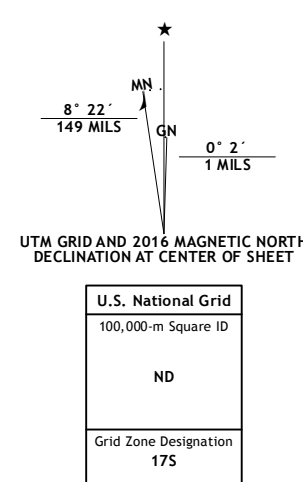 ★
MN
8° 22´
149 MILS
GN
0° 2´
1 MILS
UTM GRID AND 2016 MAGNETIC NORTH
DECLINATION AT CENTER OF SHEET
U.S. National Grid
100,000-m Square ID
ND
Grid Zone Designation
17S